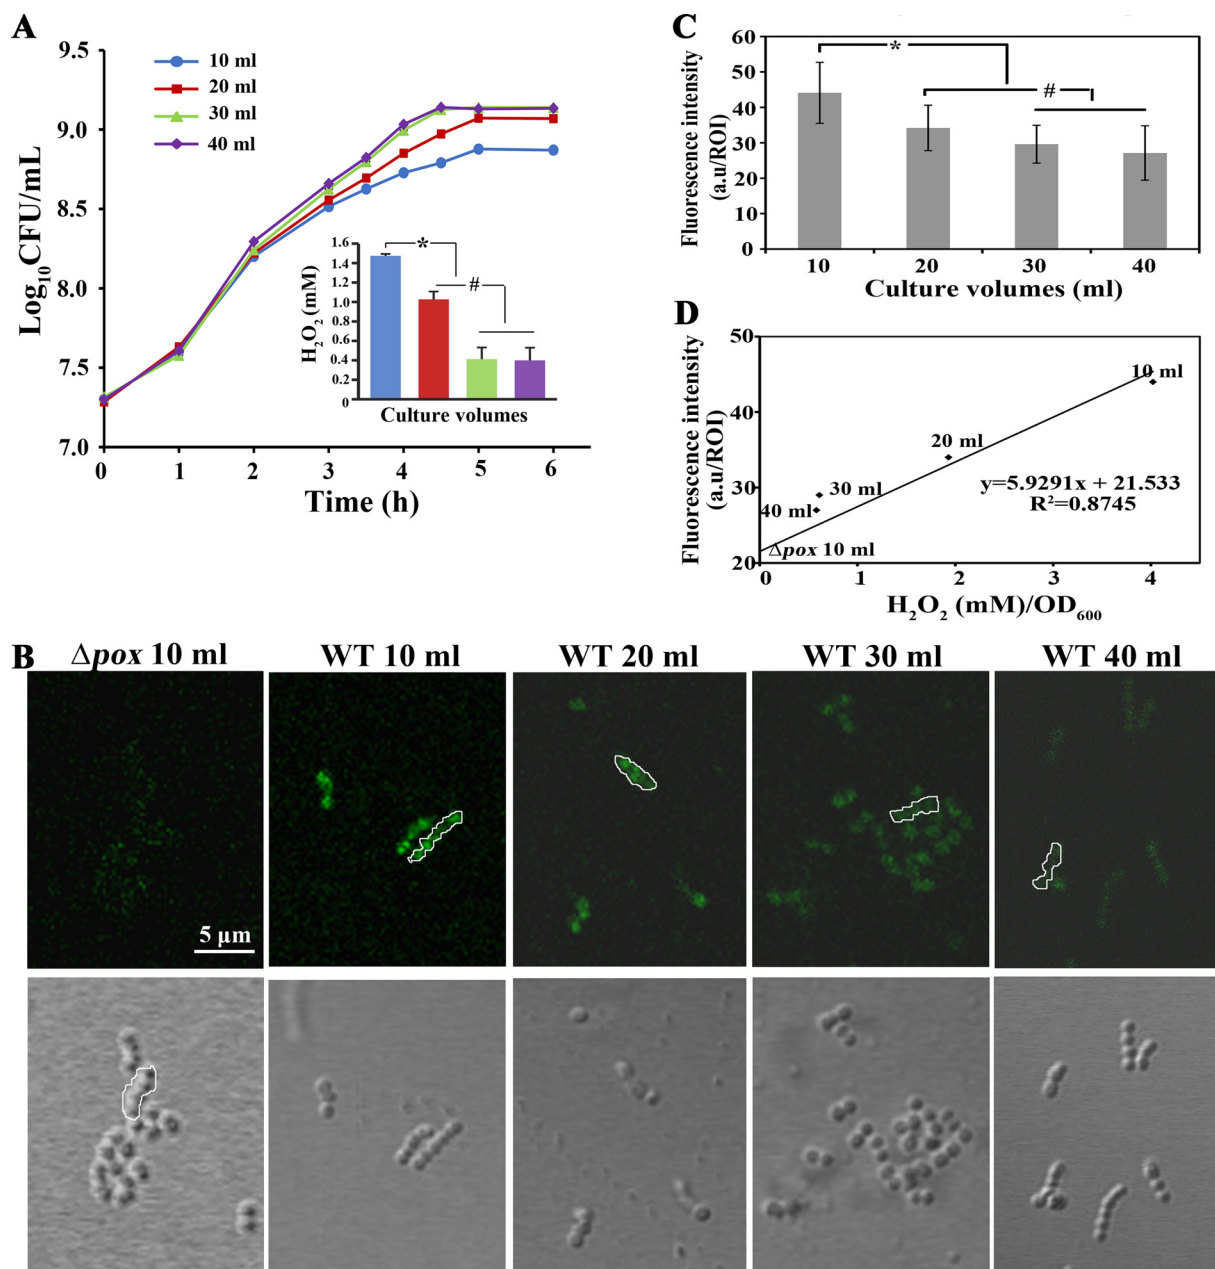 A
9.5
9.0
8.5
8.0
7.5
7.0
Log10CFU/mL
10 ml
20 ml
30 ml
40 ml
0 1 2 3 4 5 6
Time (h)
1.6
1.4
1.2
1.0
0.8
0.6
0.4
0.2
0
H2O2 (mM)
*
#
Culture volumes
C
60
50
40
30
20
10
0
Fluorescence intensity
(a.u/ROI)
*
#
10 20 30 40
Culture volumes (ml)
D
50
40
30
20
Fluorescence intensity
(a.u/ROI)
10 ml
20 ml
30 ml
40 ml
Δpox 10 ml
y=5.9291x + 21.533
R²=0.8745
0 1 2 3 4
H2O2 (mM)/OD600
B
Δpox 10 ml WT 10 ml WT 20 ml WT 30 ml WT 40 ml
5 µm